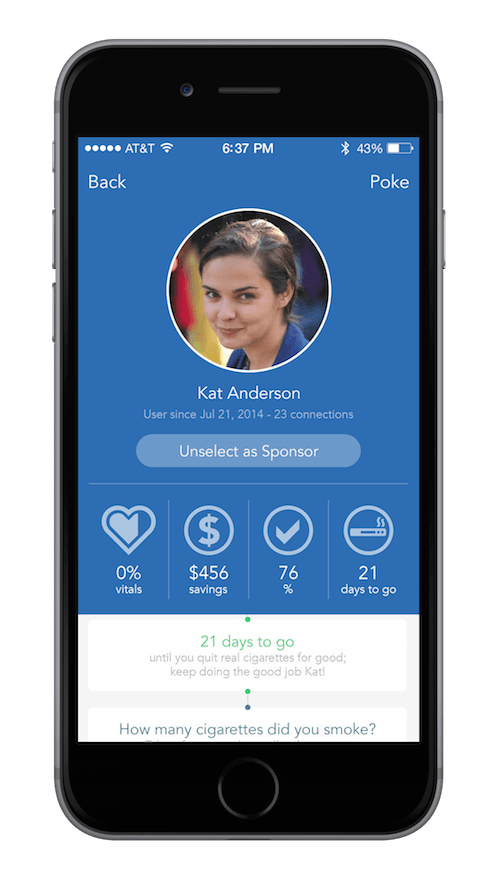 AT&T 6:37 PM 43%
Back Poke
Kat Anderson
User since Jul 21, 2014 - 23 connections
Unselect as Sponsor
$
0% $456 76 21
vitals savings % days to go
21 days to go
until you quit real cigarettes for good;
keep doing the good job Kat!
How many cigarettes did you smoke?